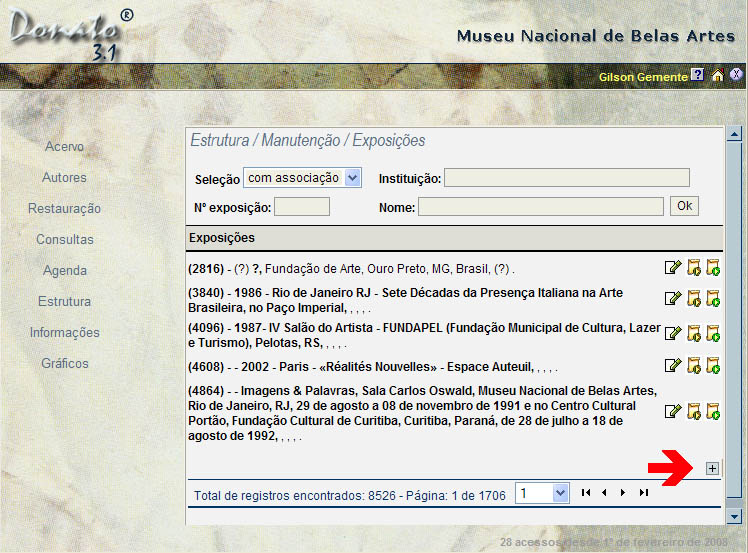 Donato ®
3.1
Museu Nacional de Belas Artes
Gilson Gemente ?
Acervo
Autores
Restauração
Consultas
Agenda
Estrutura
Informações
Gráficos
Estrutura / Manutenção / Exposições
Seleção com associação Instituição:
Nº exposição: Nome: Ok
Exposições
(2816) - (?) ?, Fundação de Arte, Ouro Preto, MG, Brasil, (?) .
(3840) - 1986 - Rio de Janeiro RJ - Sete Décadas da Presença Italiana na Arte
Brasileira, no Paço Imperial, , , , .
(4096) - 1987- IV Salão do Artista - FUNDAPEL (Fundação Municipal de Cultura, Lazer
e Turismo), Pelotas, RS, , , , .
(4608) - - 2002 - Paris - «Réalités Nouvelles» - Espace Auteuil, , , , .
(4864) - - Imagens & Palavras, Sala Carlos Oswald, Museu Nacional de Belas Artes,
Rio de Janeiro, RJ, 29 de agosto a 08 de novembro de 1991 e no Centro Cultural
Portão, Fundação Cultural de Curitiba, Curitiba, Paraná, de 28 de julho a 18 de
agosto de 1992, , , , .
Total de registros encontrados: 8526 - Página: 1 de 1706 1
28 acessos desde 1º de fevereiro de 2008